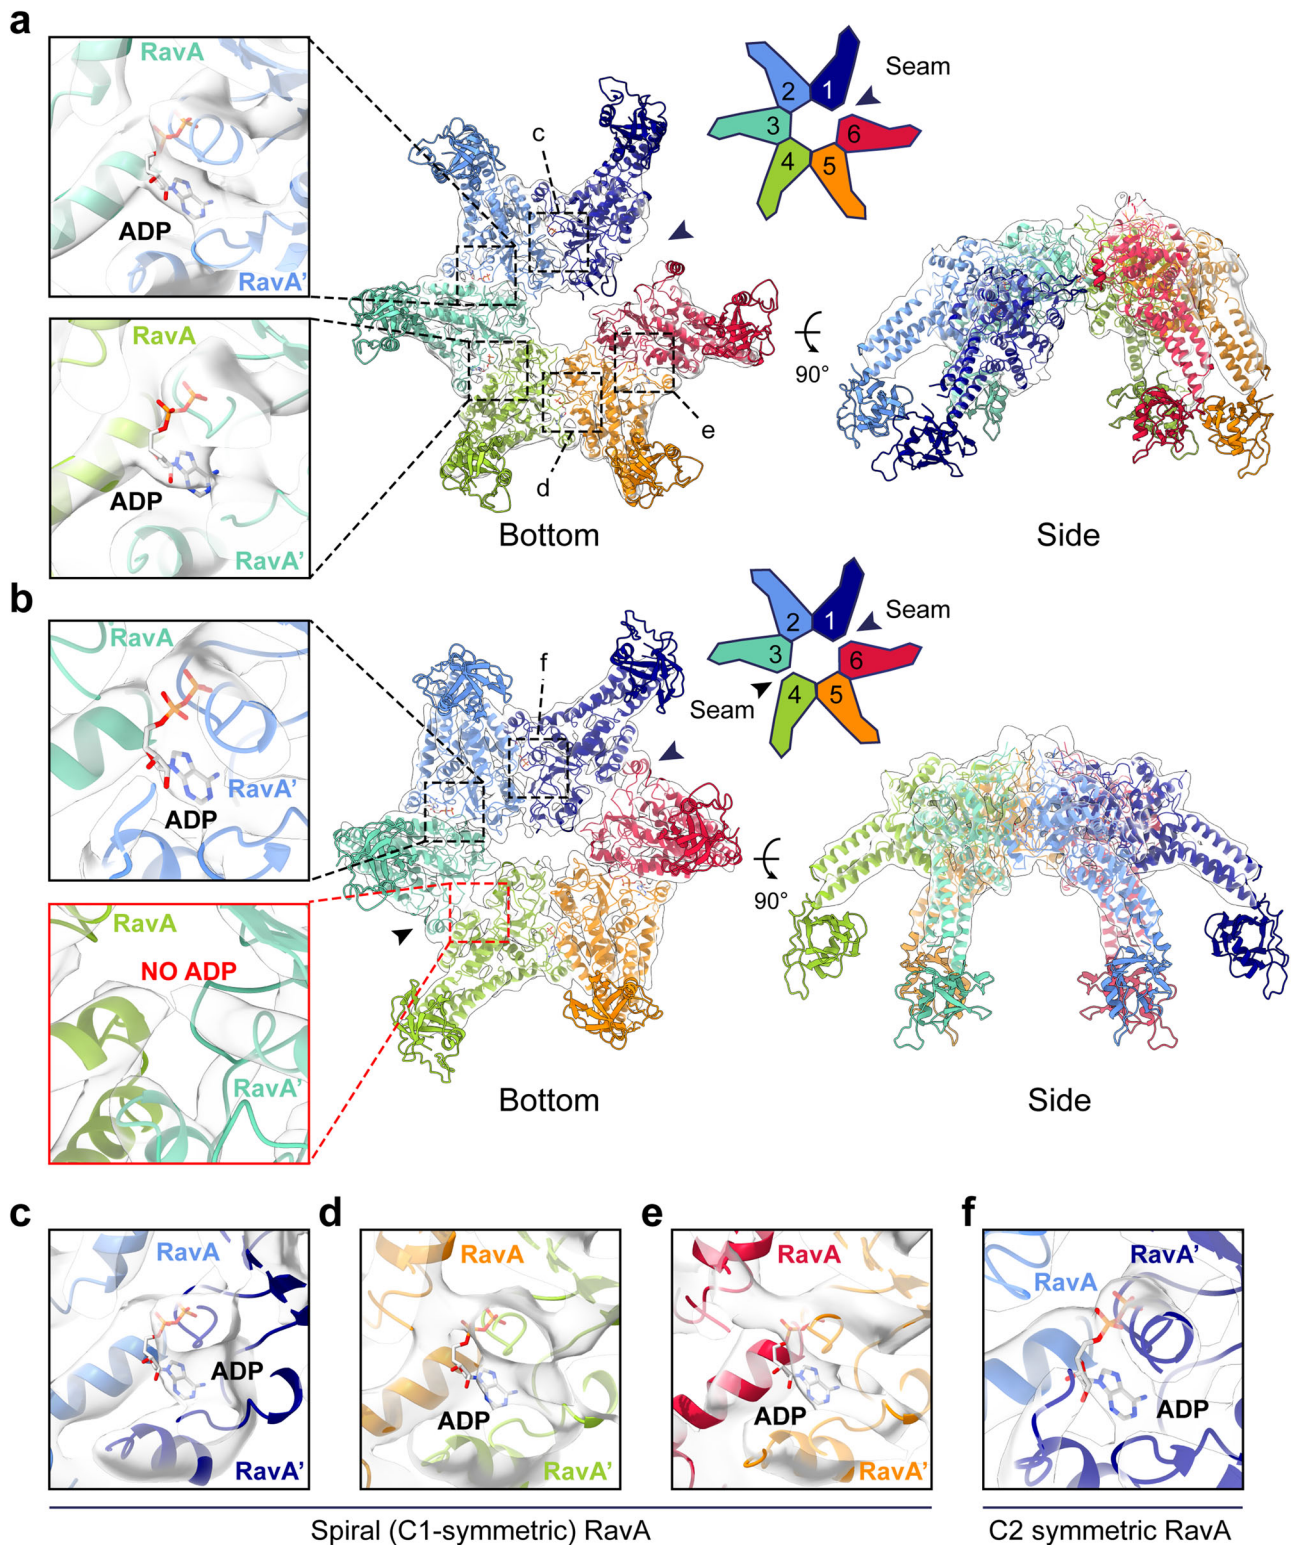 a
RavA
ADP
RavA'
RavA
ADP
RavA'
c
d
e
Bottom
1
2
3
4
5
6
Seam
90°
Side
b
RavA
RavA'
ADP
RavA
NO ADP
RavA'
f
Bottom
1
2
3
4
5
6
Seam
Seam
90°
Side
c
RavA
ADP
RavA'
d
RavA
ADP
RavA'
e
RavA
ADP
RavA'
f
RavA'
RavA
ADP
Spiral (C1-symmetric) RavA
C2 symmetric RavA